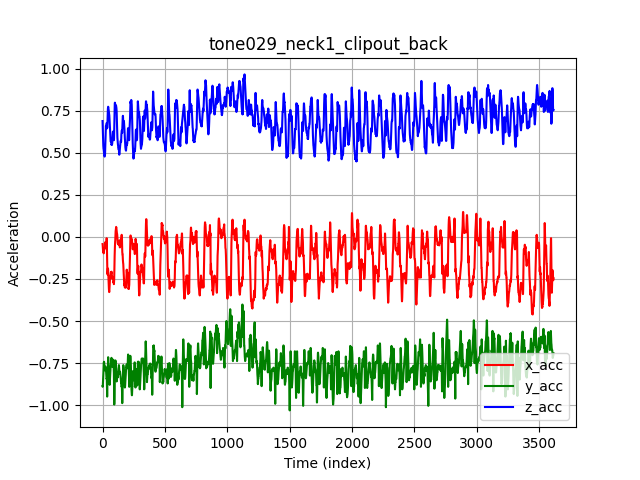 tone029_neck1_clipout_back
1.00
0.75
0.50
0.25
0.00
−0.25
−0.50
−0.75
−1.00
Acceleration
0 500 1000 1500 2000 2500 3000 3500
Time (index)
x_acc
y_acc
z_acc